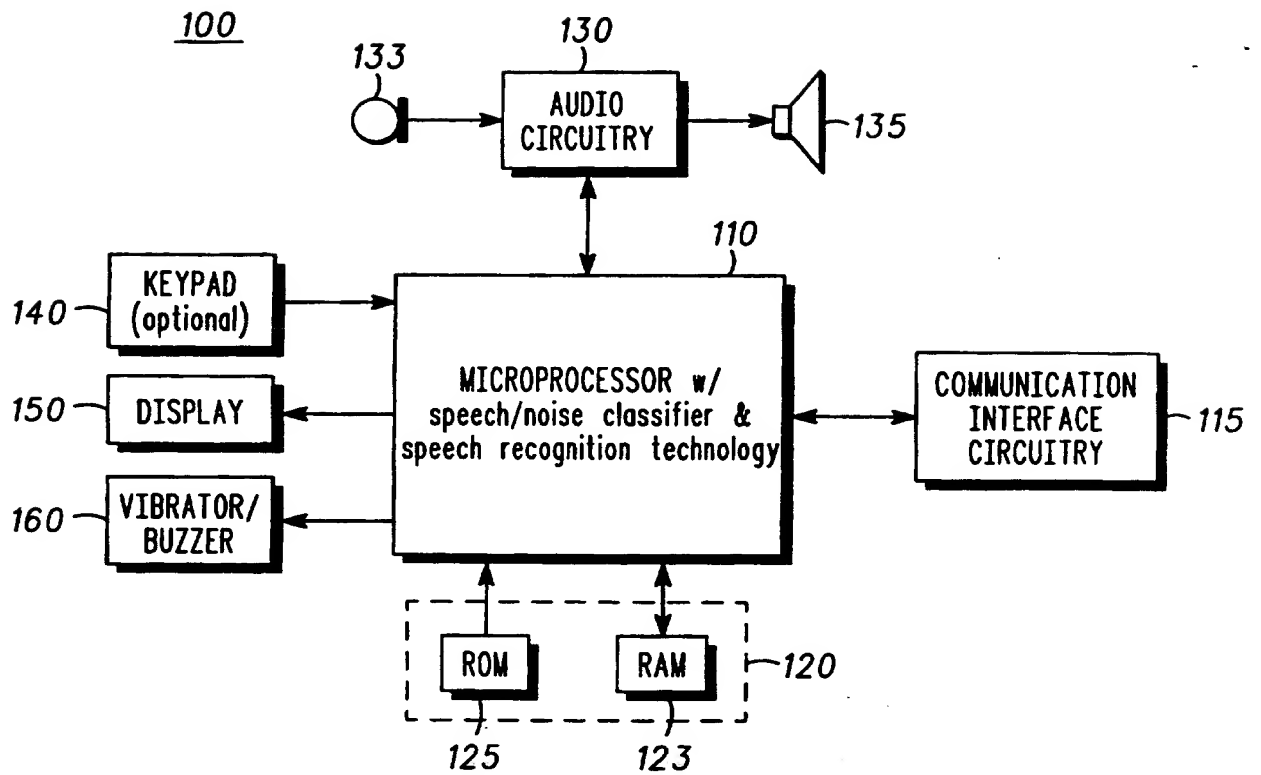 100
133
130
AUDIO
CIRCUITRY
135
110
KEYPAD
(optional)
140
MICROPROCESSOR w/
speech/noise classifier &
speech recognition technology
COMMUNICATION
INTERFACE
CIRCUITRY
115
150
DISPLAY
160
VIBRATOR/
BUZZER
ROM
RAM
120
125
123